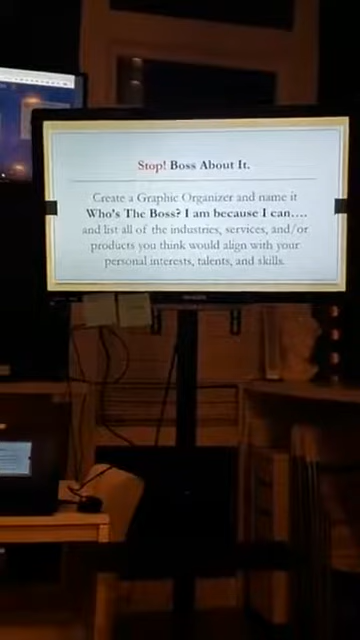 Stop! Boss About It.
Create a Graphic Organizer and name it
Who's The Boss? I am because I can....
and list all of the industries, services, and/or
products you think would align with your
personal interests, talents, and skills.